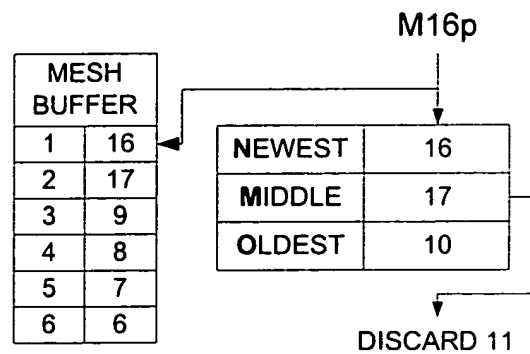 M16p
MESH
BUFFER
1 16
2 17
3 9
4 8
5 7
6 6
NEWEST 16
MIDDLE 17
OLDEST 10
DISCARD 11